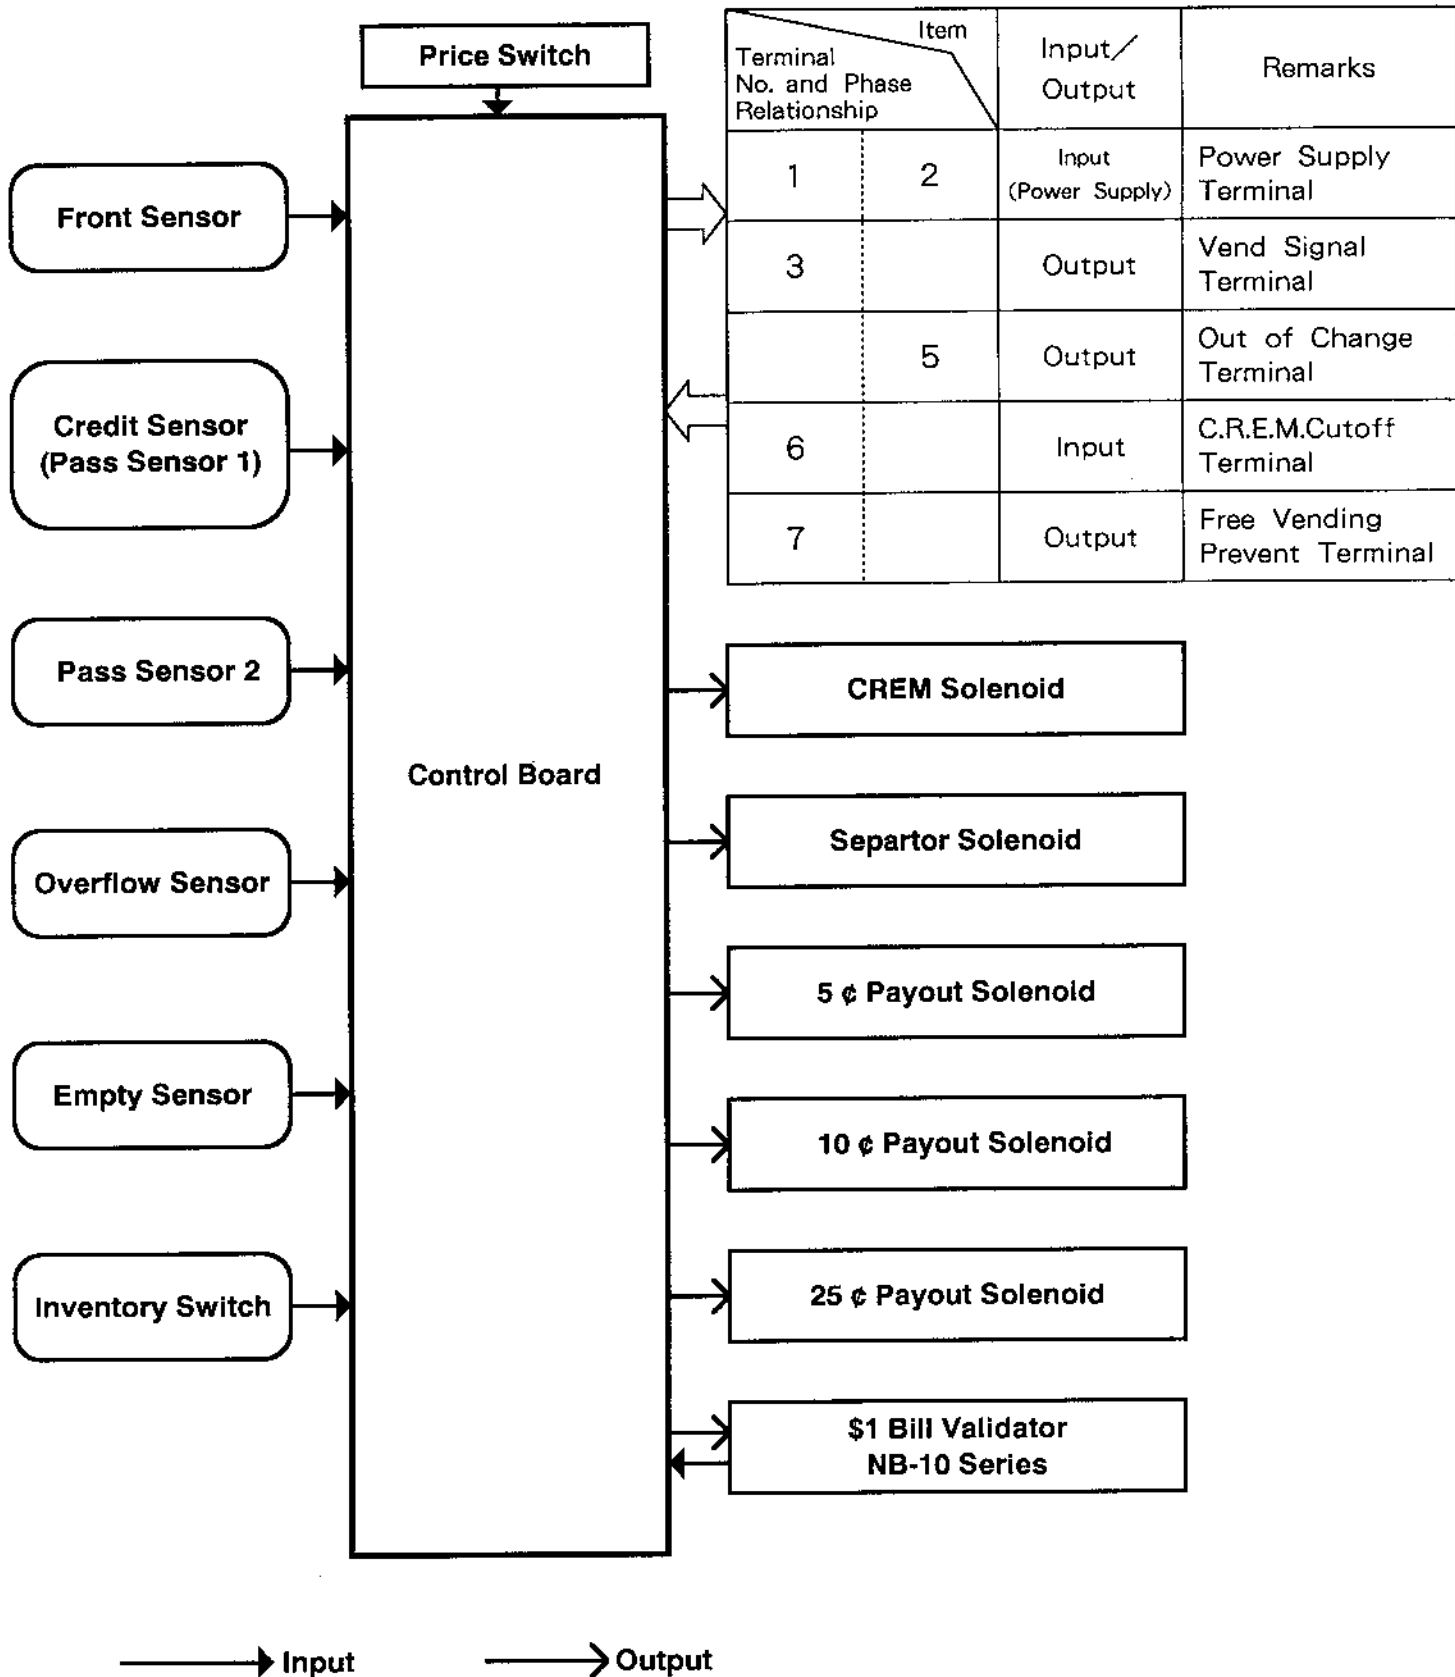 Price Switch
Item
Terminal
No. and Phase
Relationship
Input/
Output
Remarks
1
2
Input
(Power Supply)
Power Supply
Terminal
3
Output
Vend Signal
Terminal
5
Output
Out of Change
Terminal
6
Input
C.R.E.M.Cutoff
Terminal
7
Output
Free Vending
Prevent Terminal
Front Sensor
Credit Sensor
(Pass Sensor 1)
Pass Sensor 2
Overflow Sensor
Empty Sensor
Inventory Switch
Control Board
CREM Solenoid
Separtor Solenoid
5 ¢ Payout Solenoid
10 ¢ Payout Solenoid
25 ¢ Payout Solenoid
$1 Bill Validator
NB-10 Series
Input
Output